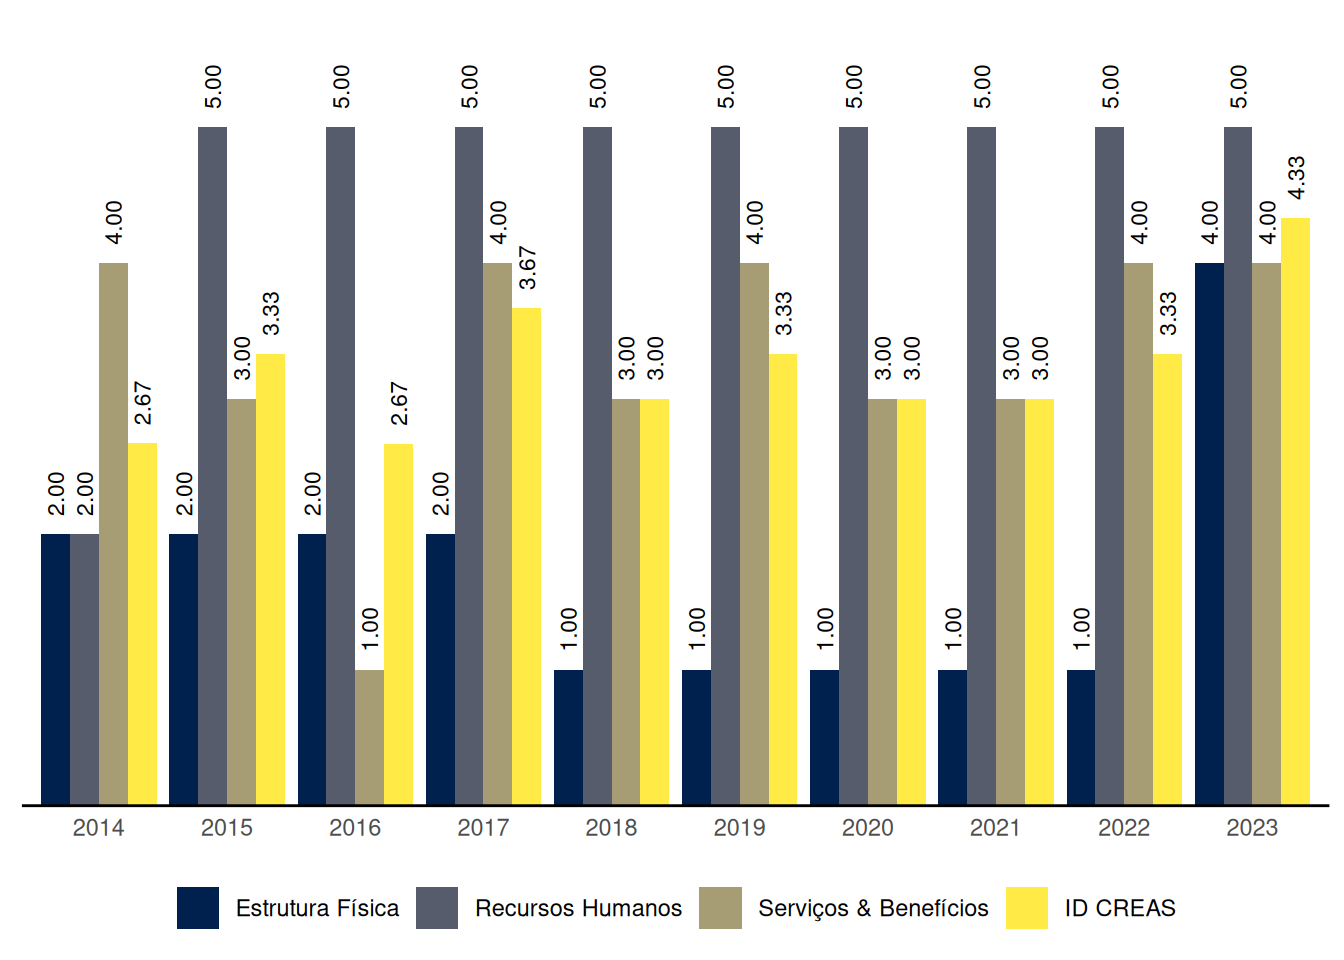 5.00 5.00 5.00 5.00 5.00 5.00 5.00 5.00 5.00
4.33
4.00 4.00 4.00 4.00 4.00 4.00
3.67
3.33 3.33 3.33
3.00 3.00 3.00 3.00 3.00 3.00 3.00
2.67 2.67
2.00 2.00 2.00 2.00 2.00
1.00 1.00 1.00 1.00 1.00 1.00
2014 2015 2016 2017 2018 2019 2020 2021 2022 2023
Estrutura Física Recursos Humanos Serviços & Benefícios ID CREAS